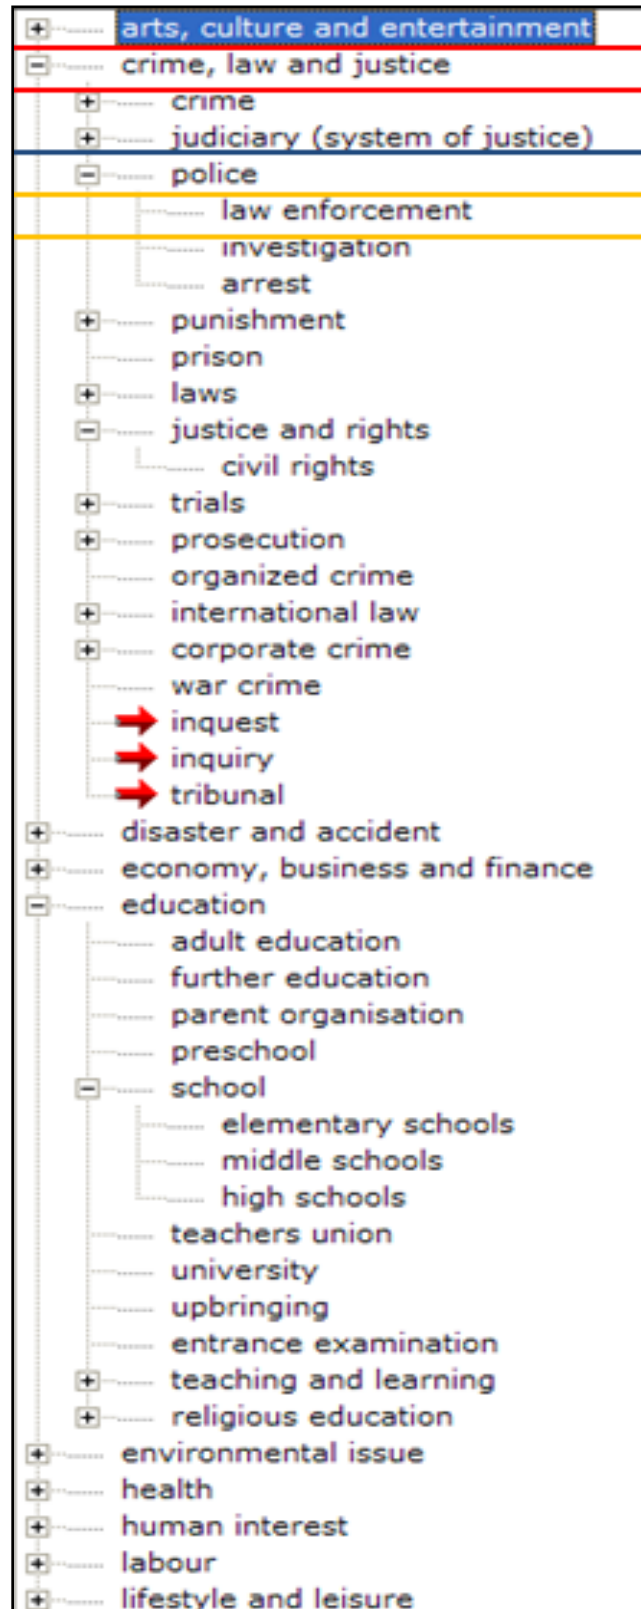 arts, culture and entertainment
crime, law and justice
crime
judiciary (system of justice)
police
law enforcement
investigation
arrest
punishment
prison
laws
justice and rights
civil rights
trials
prosecution
organized crime
international law
corporate crime
war crime
inquest
inquiry
tribunal
disaster and accident
economy, business and finance
education
adult education
further education
parent organisation
preschool
school
elementary schools
middle schools
high schools
teachers union
university
upbringing
entrance examination
teaching and learning
religious education
environmental issue
health
human interest
labour
lifestyle and leisure